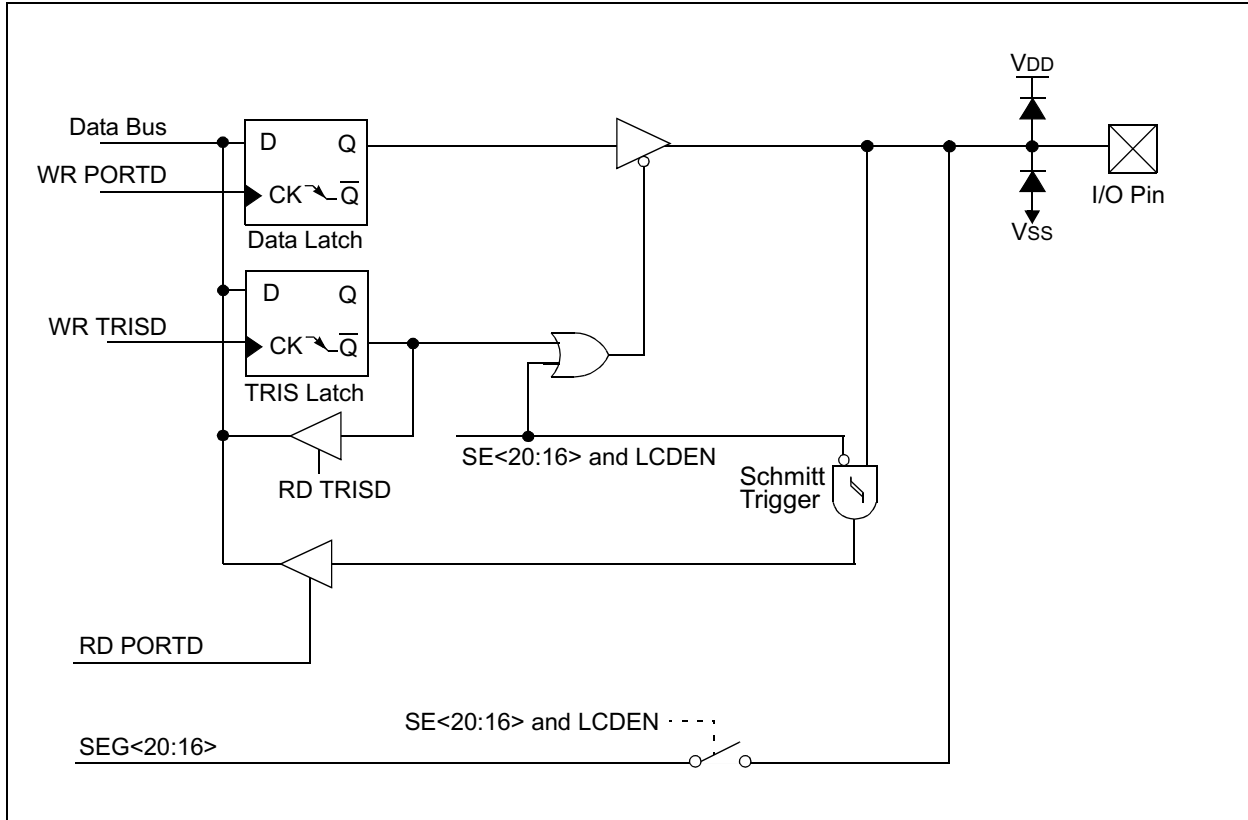 VDD
Data Bus
D Q
WR PORTD
CK Q̅
I/O Pin
Data Latch
VSS
D Q
WR TRISD
CK Q̅
TRIS Latch
SE<20:16> and LCDEN
Schmitt
Trigger
RD TRISD
RD PORTD
SE<20:16> and LCDEN
SEG<20:16>